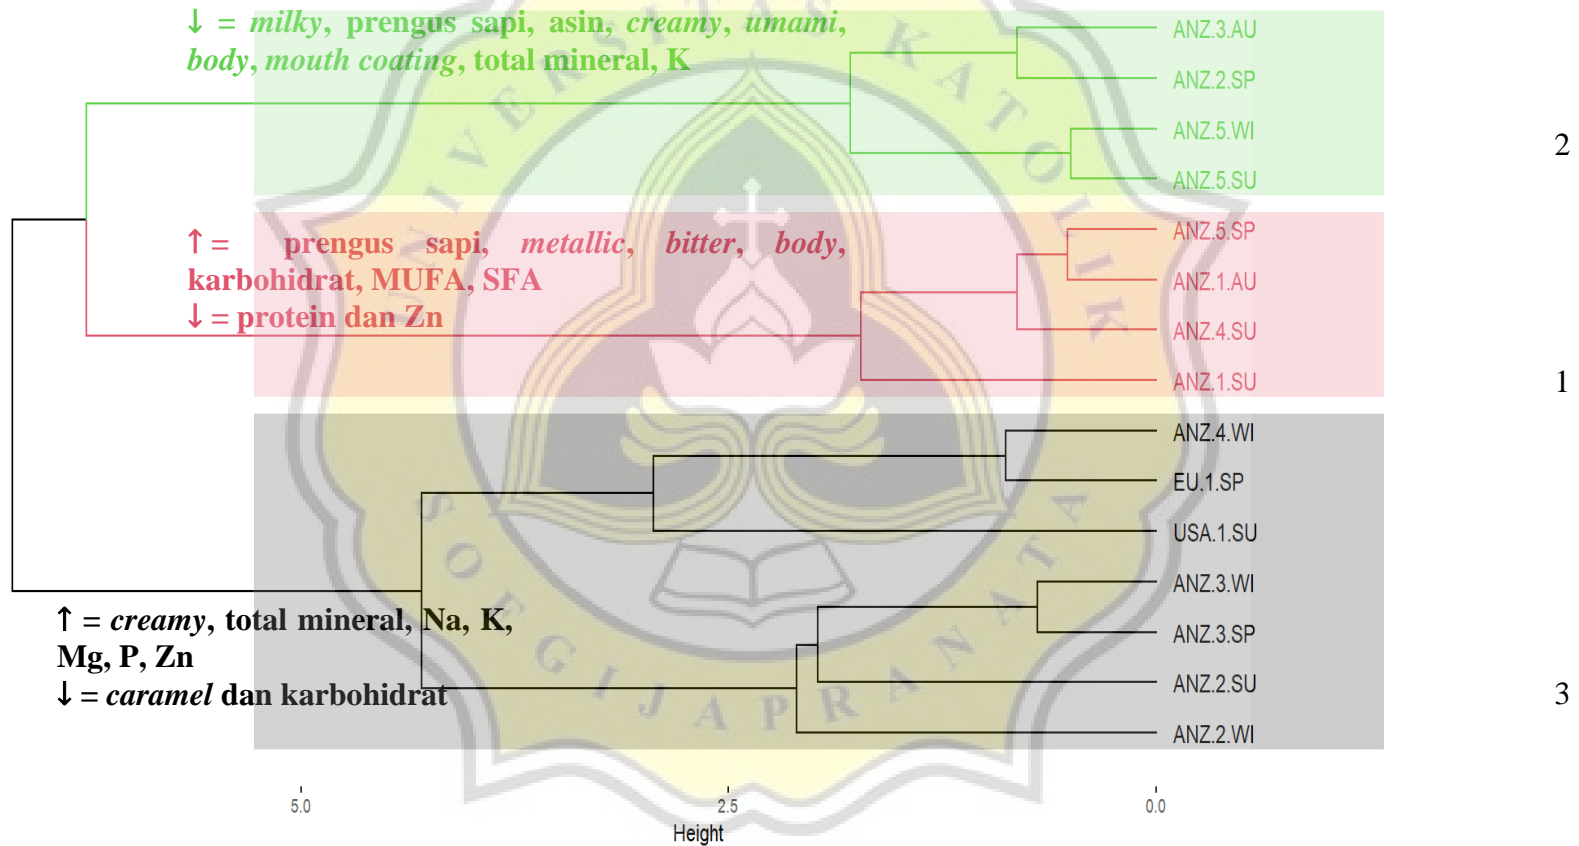 ↓ = milky, prengus sapi, asin, creamy, umami,
body, mouth coating, total mineral, K
ANZ.3.AU
ANZ.2.SP
ANZ.5.WI
2
ANZ.5.SU
↑ = prengus sapi, metallic, bitter, body,
karbohidrat, MUFA, SFA
↓ = protein dan Zn
ANZ.5.SP
ANZ.1.AU
ANZ.4.SU
ANZ.1.SU
1
ANZ.4.WI
EU.1.SP
USA.1.SU
ANZ.3.WI
ANZ.3.SP
ANZ.2.SU
ANZ.2.WI
3
↑ = creamy, total mineral, Na, K,
Mg, P, Zn
↓ = caramel dan karbohidrat
5.0 2.5 0.0
Height
UNIVERSITAS KATOLIK
SOEGIJAPRANATA